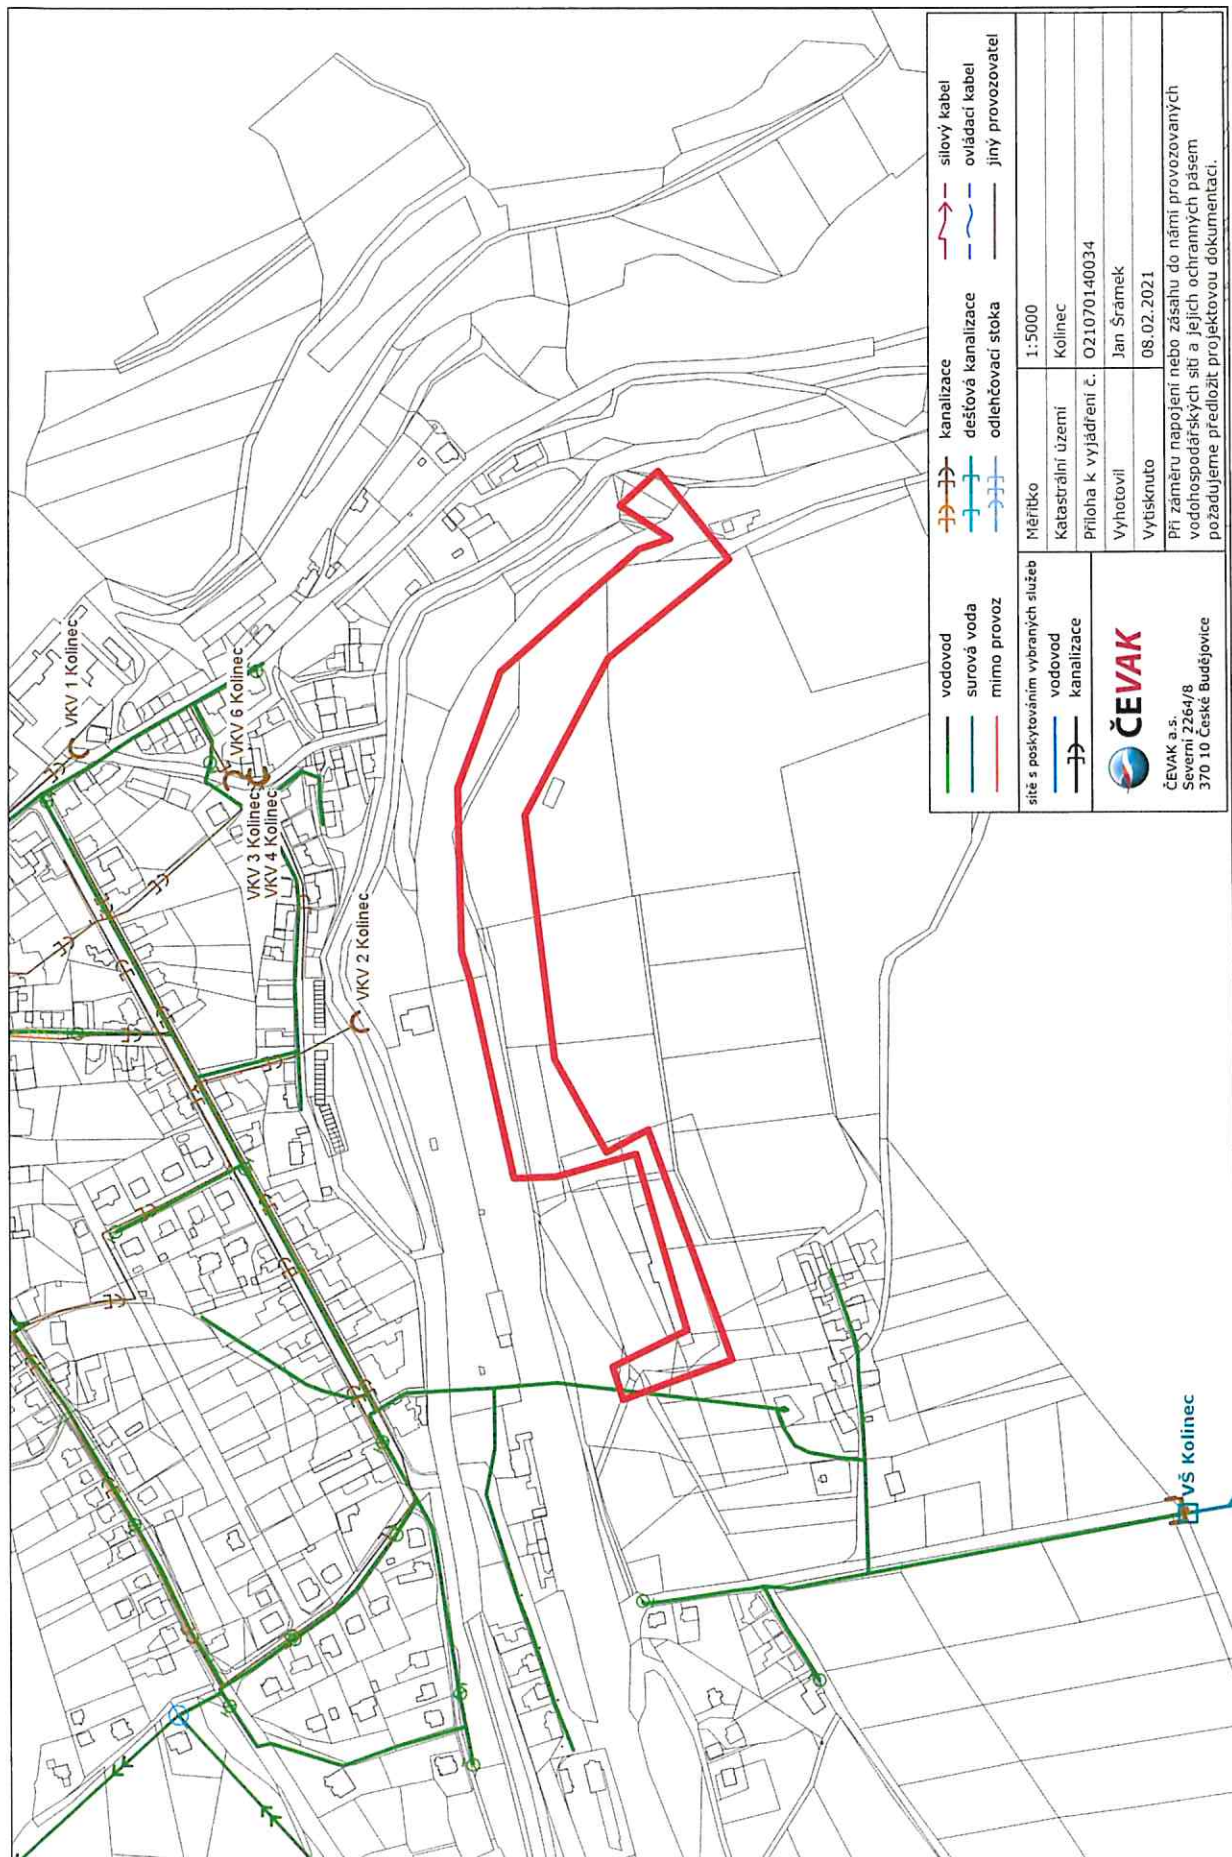 VKV 1 Kolinec
VKV 6 Kolinec
VKV 3 Kolinec
VKV 4 Kolinec
VKV 2 Kolinec
VŠ Kolinec
vodovod
surová voda
mimo provoz
kanalizace
dešťová kanalizace
odlehčovací stoka
silový kabel
ovládací kabel
jiný provozovatel
sítě s poskytováním vybraných služeb
vodovod
kanalizace
Měřítko 1:5000
Katastrální území Kolinec
Příloha k vyjádření č. O21070140034
Vyhotovil Jan Šrámek
Vytisknuto 08.02.2021
ČEVAK
ČEVAK a.s.
Severní 2264/8
370 10 České Budějovice
Při záměru napojení nebo zásahu do námi provozovaných
vodohospodářských sítí a jejich ochranných pásem
požadujeme předložit projektovou dokumentaci.